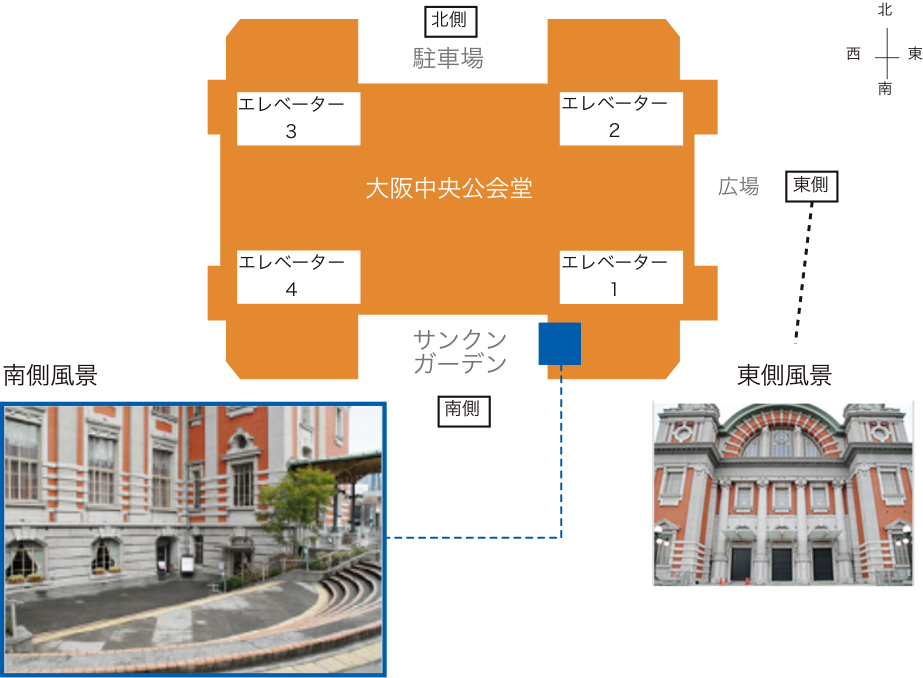 北側
駐車場
北
西
東
南
エレベーター
3
エレベーター
2
大阪中央公会堂
広場
東側
エレベーター
4
エレベーター
1
サンクン
ガーデン
南側
南側風景
東側風景